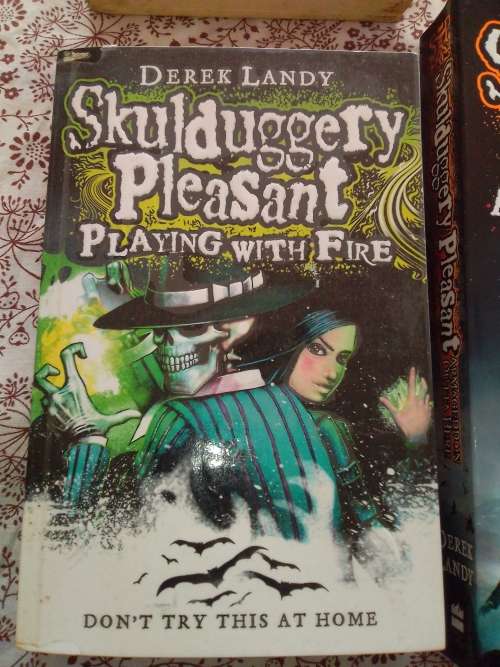 DEREK LANDY
Skulduggery
Pleasant
PLAYING WITH FIRE
DON'T TRY THIS AT HOME
Skulduggery Pleasant
DEREK
LANDY